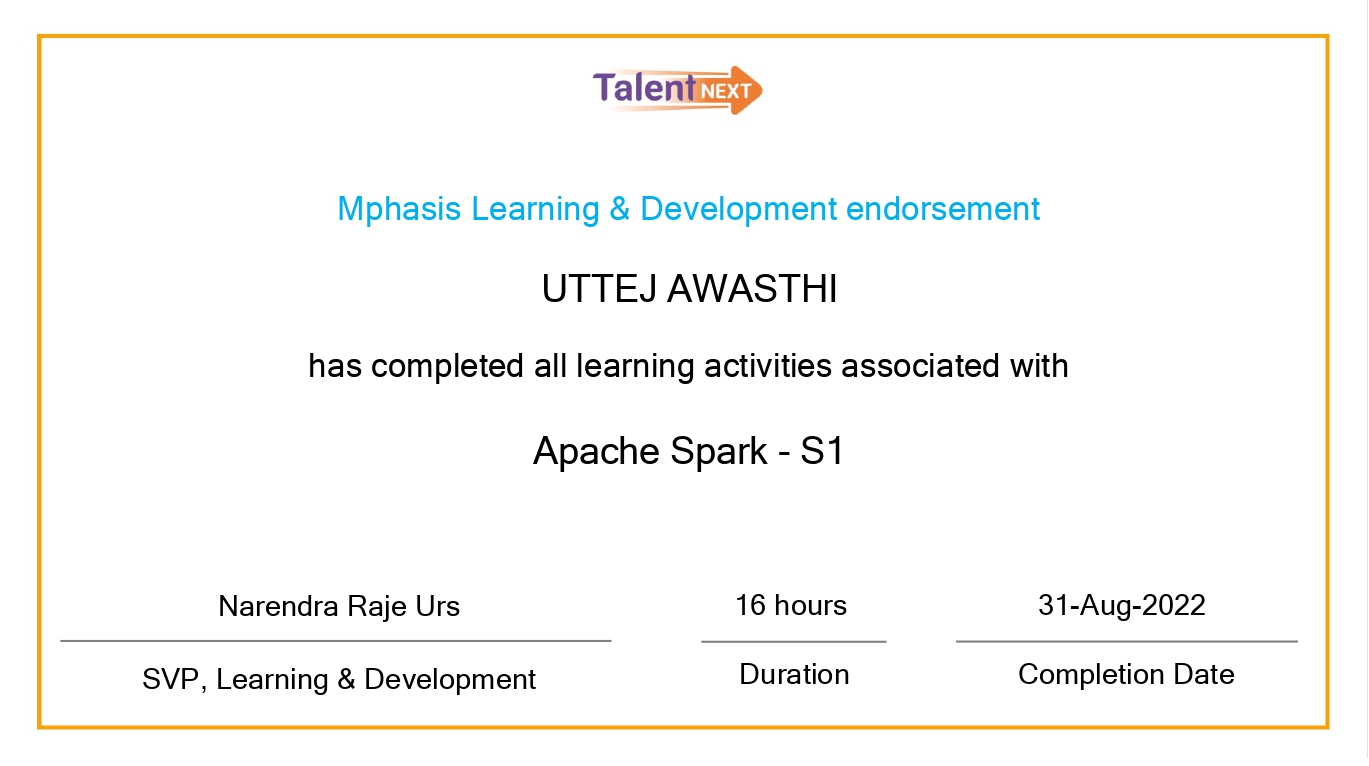 Talent NEXT
Mphasis Learning & Development endorsement
UTTEJ AWASTHI
has completed all learning activities associated with
Apache Spark - S1
Narendra Raje Urs
SVP, Learning & Development
16 hours
Duration
31-Aug-2022
Completion Date